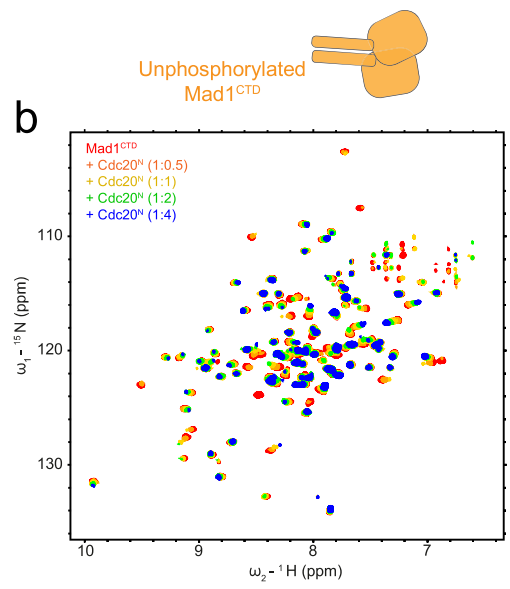 Unphosphorylated
Mad1CTD
b
Mad1CTD
+ Cdc20N (1:0.5)
+ Cdc20N (1:1)
+ Cdc20N (1:2)
+ Cdc20N (1:4)
110
120
130
ω1 - 15N (ppm)
10 9 8 7
ω2 - 1H (ppm)